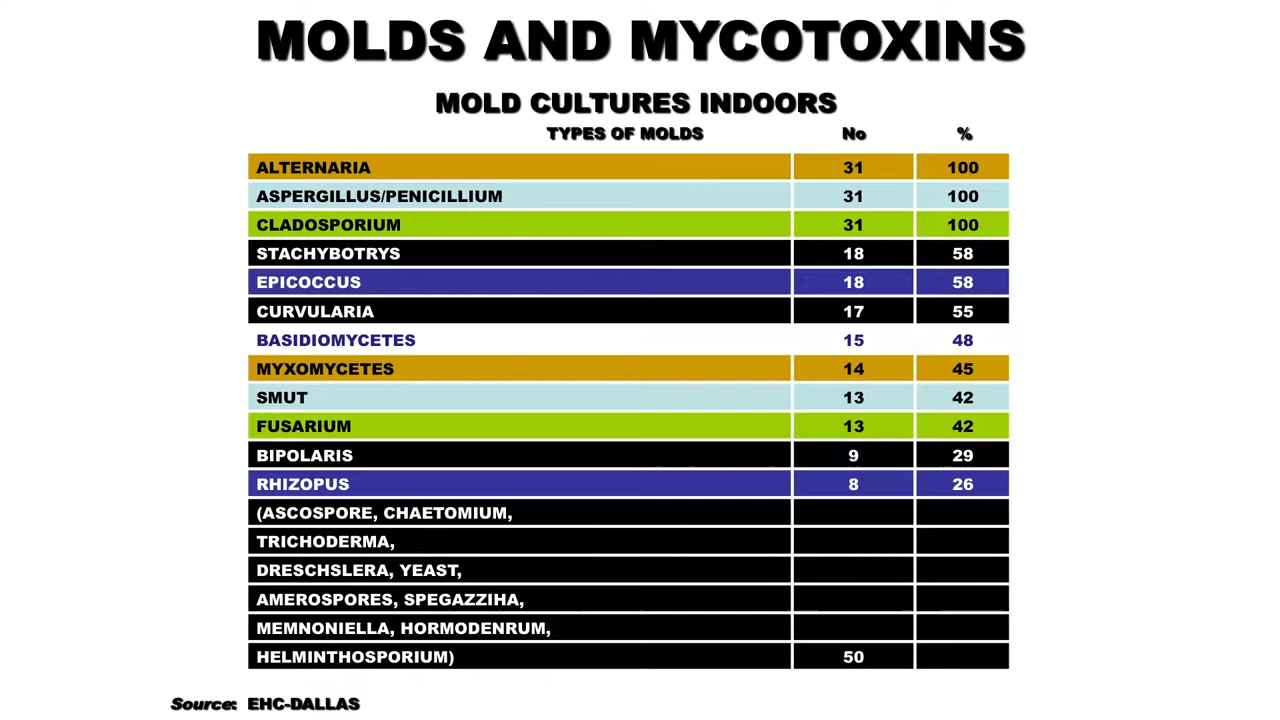 MOLDS AND MYCOTOXINS
MOLD CULTURES INDOORS
TYPES OF MOLDS No %
ALTERNARIA 31 100
ASPERGILLUS/PENICILLIUM 31 100
CLADOSPORIUM 31 100
STACHYBOTRYS 18 58
EPICOCCUS 18 58
CURVULARIA 17 55
BASIDIOMYCETES 15 48
MYXOMYCETES 14 45
SMUT 13 42
FUSARIUM 13 42
BIPOLARIS 9 29
RHIZOPUS 8 26
(ASCOSPORE, CHAETOMIUM,
TRICHODERMA,
DRESCHSLERA, YEAST,
AMEROSPORES, SPEGAZZIHA,
MEMNONIELLA, HORMODENRUM,
HELMINTHOSPORIUM) 50
Source: EHC-DALLAS